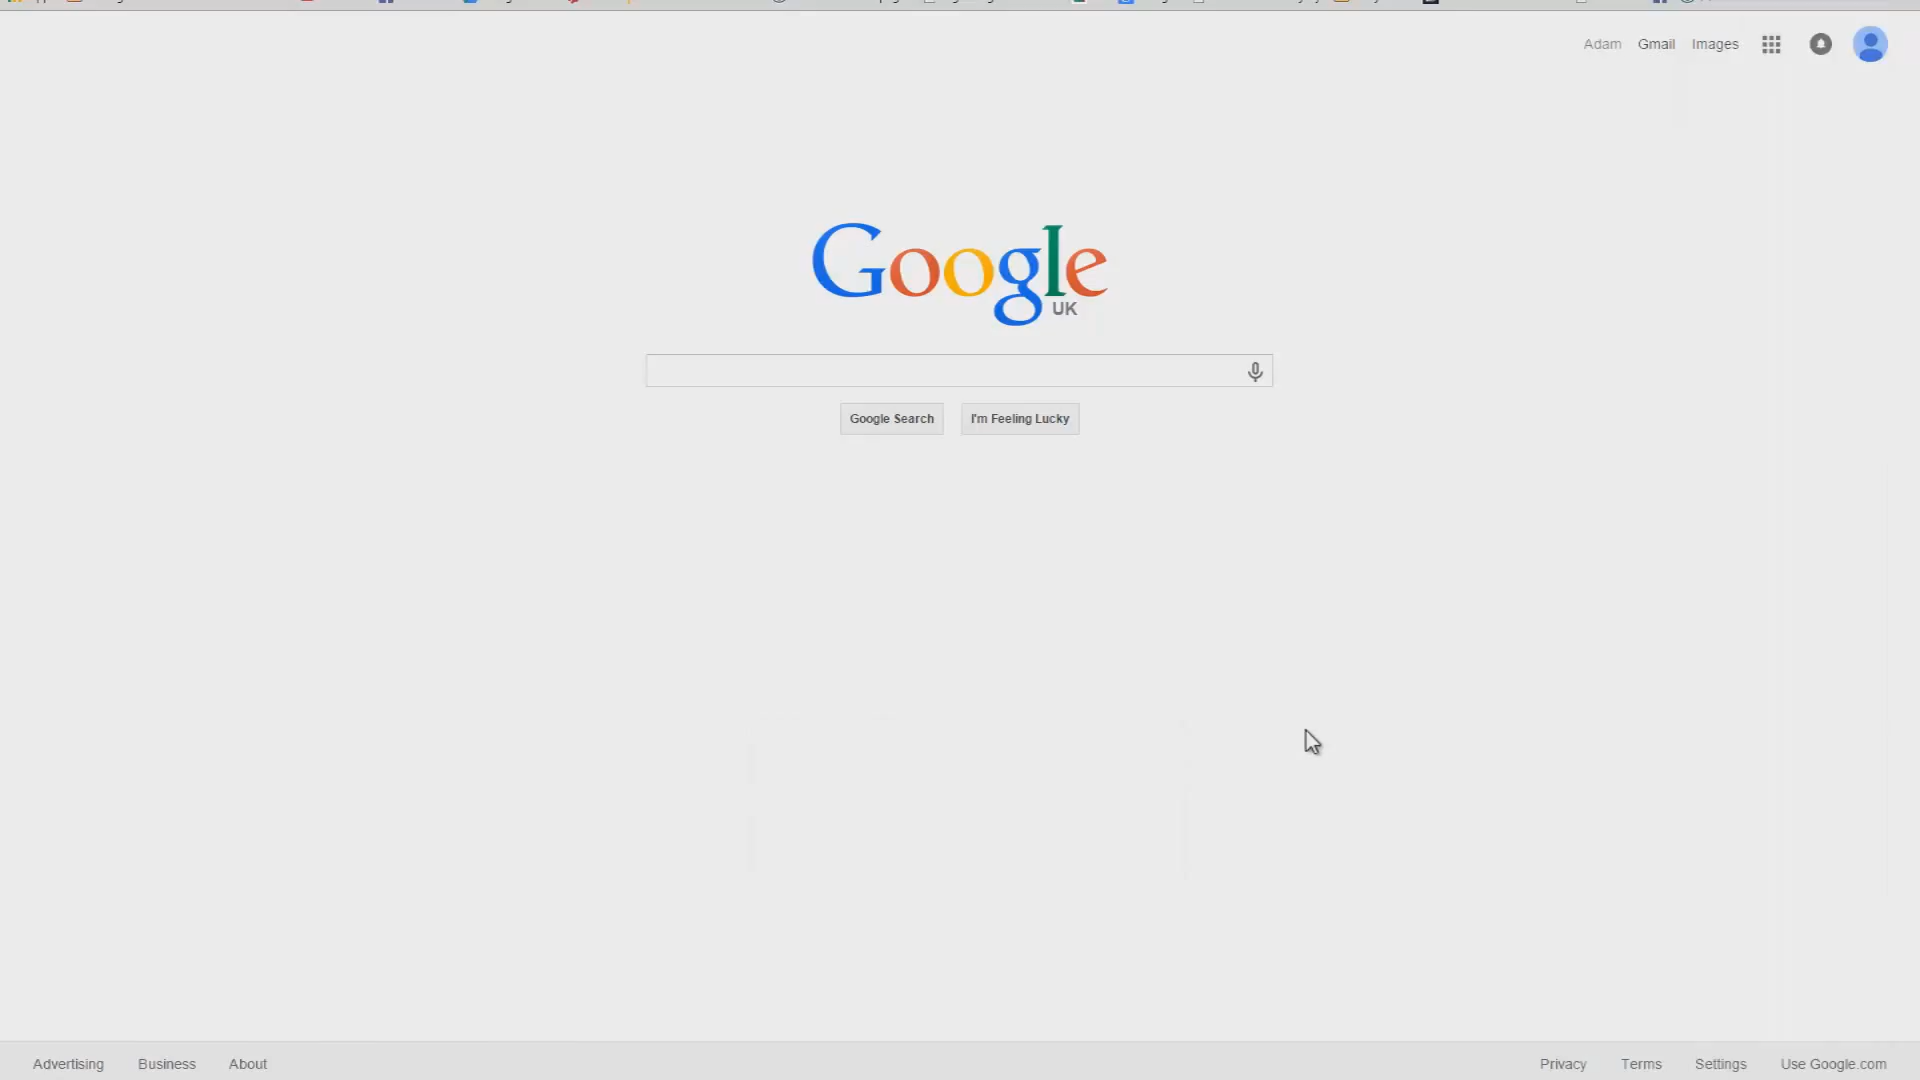 Adam Gmail Images
Google
UK
Google Search I'm Feeling Lucky
Advertising Business About Privacy Terms Settings Use Google.com